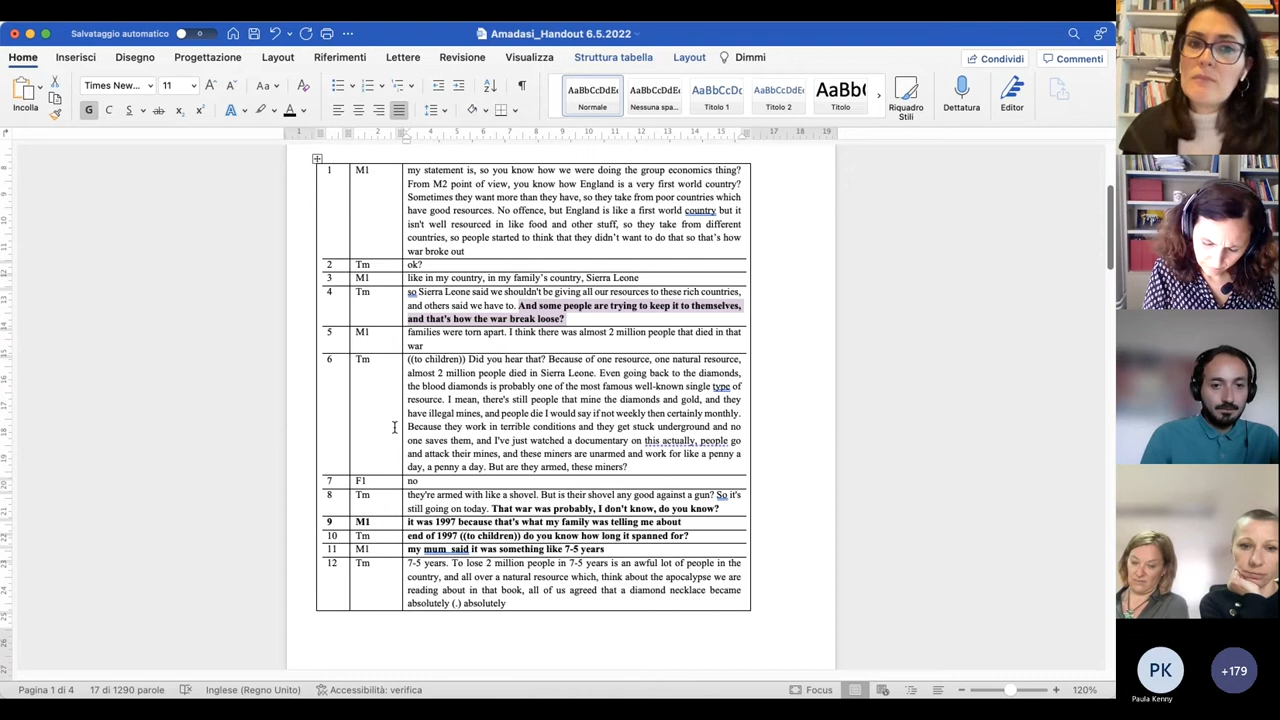 Salvataggio automatico
Amadasi_Handout 6.5.2022
Home Inserisci Disegno Progettazione Layout Riferimenti Lettere Revisione Visualizza Struttura tabella Layout Dimmi Condividi Commenti
Incolla
Times New... 11
AaBbCcDdEe AaBbCcDdEe AaBbCcDc AaBbCcDdEe AaBb(
Normale Nessuna spa... Titolo 1 Titolo 2 Titolo
Riquadro Stili
Dettatura
Editor
1 M1 my statement is, so you know how we were doing the group economics thing?
From M2 point of view, you know how England is a very first world country?
Sometimes they want more than they have, so they take from poor countries which
have good resources. No offence, but England is like a first world country but it
isn't well resourced in like food and other stuff, so they take from different
countries, so people started to think that they didn't want to do that so that's how
war broke out
2 Tm ok?
3 M1 like in my country, in my family's country, Sierra Leone
4 Tm so Sierra Leone said we shouldn't be giving all our resources to these rich countries,
and others said we have to. And some people are trying to keep it to themselves,
and that's how the war break loose?
5 M1 families were torn apart. I think there was almost 2 million people that died in that
war
6 Tm ((to children)) Did you hear that? Because of one resource, one natural resource,
almost 2 million people died in Sierra Leone. Even going back to the diamonds,
the blood diamonds is probably one of the most famous well-known single type of
resource. I mean, there's still people that mine the diamonds and gold, and they
have illegal mines, and people die I would say if not weekly then certainly monthly.
Because they work in terrible conditions and they get stuck underground and no
one saves them, and I've just watched a documentary on this actually, people go
and attack their mines, and these miners are unarmed and work for like a penny a
day, a penny a day. But are they armed, these miners?
7 F1 no
8 Tm they're armed with like a shovel. But is their shovel any good against a gun? So it's
still going on today. That war was probably, I don't know, do you know?
9 M1 it was 1997 because that's what my family was telling me about
10 Tm end of 1997 ((to children)) do you know how long it spanned for?
11 M1 my mum said it was something like 7-5 years
12 Tm 7-5 years. To lose 2 million people in 7-5 years is an awful lot of people in the
country, and all over a natural resource which, think about the apocalypse we are
reading about in that book, all of us agreed that a diamond necklace became
absolutely (.) absolutely
Pagina 1 di 4 17 di 1290 parole Inglese (Regno Unito) Accessibilità: verifica Focus 120%
PK
Paula Kenny
+179